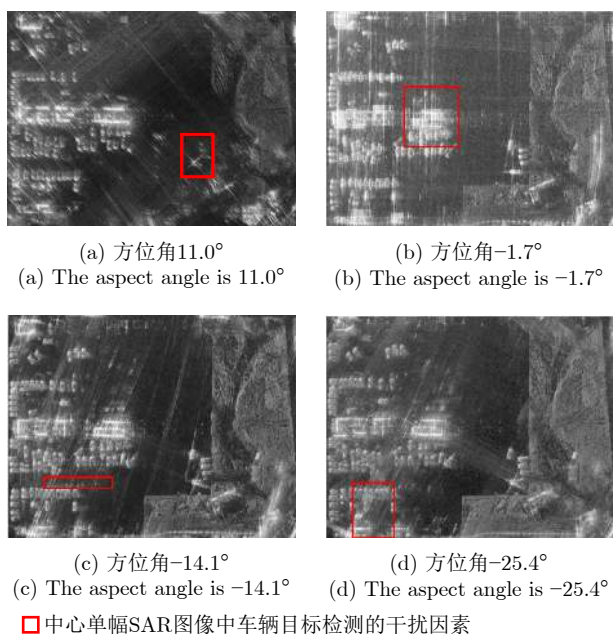 (a) 方位角11.0°
(a) The aspect angle is 11.0°
(b) 方位角−1.7°
(b) The aspect angle is −1.7°
(c) 方位角−14.1°
(c) The aspect angle is −14.1°
(d) 方位角−25.4°
(d) The aspect angle is −25.4°
中心单幅SAR图像中车辆目标检测的干扰因素